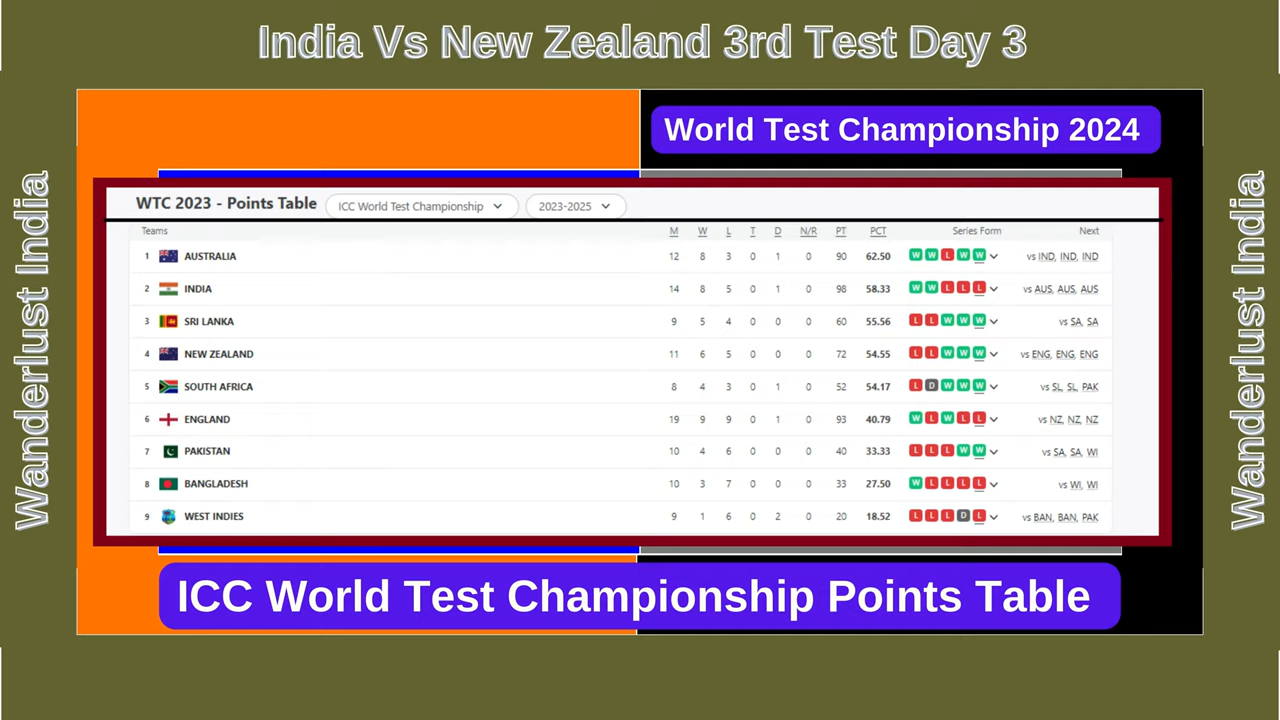 India Vs New Zealand 3rd Test Day 3
World Test Championship 2024
Wanderlust India
WTC 2023 - Points Table ICC World Test Championship 2023-2025
Teams M W L T D N/R PT PCT Series Form Next
1 AUSTRALIA 12 8 3 0 1 0 90 62.50 W W L W W vs IND, IND, IND
2 INDIA 14 8 5 0 1 0 98 58.33 W W L L L vs AUS, AUS, AUS
3 SRI LANKA 9 5 4 0 0 0 60 55.56 L L W W W vs SA, SA
4 NEW ZEALAND 11 6 5 0 0 0 72 54.55 L L W W W vs ENG, ENG, ENG
5 SOUTH AFRICA 8 4 3 0 1 0 52 54.17 L D W W W vs SL, SL, PAK
6 ENGLAND 19 9 9 0 1 0 93 40.79 W L W L L vs NZ, NZ, NZ
7 PAKISTAN 10 4 6 0 0 0 40 33.33 L L L W W vs SA, SA, WI
8 BANGLADESH 10 3 7 0 0 0 33 27.50 W L L L L vs WI, WI
9 WEST INDIES 9 1 6 0 2 0 20 18.52 L L L D L vs BAN, BAN, PAK
Wanderlust India
ICC World Test Championship Points Table